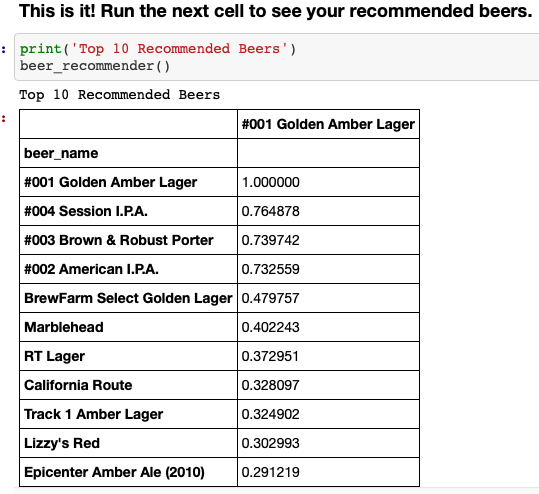 This is it! Run the next cell to see your recommended beers.
: print('Top 10 Recommended Beers')
beer_recommender()
Top 10 Recommended Beers
: #001 Golden Amber Lager
beer_name
#001 Golden Amber Lager 1.000000
#004 Session I.P.A. 0.764878
#003 Brown & Robust Porter 0.739742
#002 American I.P.A. 0.732559
BrewFarm Select Golden Lager 0.479757
Marblehead 0.402243
RT Lager 0.372951
California Route 0.328097
Track 1 Amber Lager 0.324902
Lizzy's Red 0.302993
Epicenter Amber Ale (2010) 0.291219